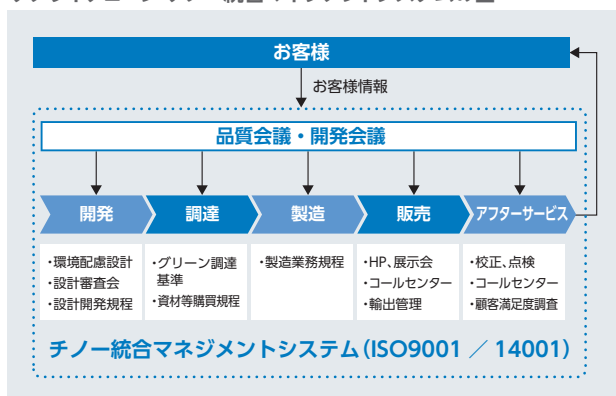 お客様
お客様情報
品質会議・開発会議
開発
調達
製造
販売
アフターサービス
・環境配慮設計
・設計審査会
・設計開発規程
・グリーン調達
基準
・資材等購買規程
・製造業務規程
・HP、展示会
・コールセンター
・輸出管理
・校正、点検
・コールセンター
・顧客満足度調査
チノー統合マネジメントシステム(ISO9001 / 14001)